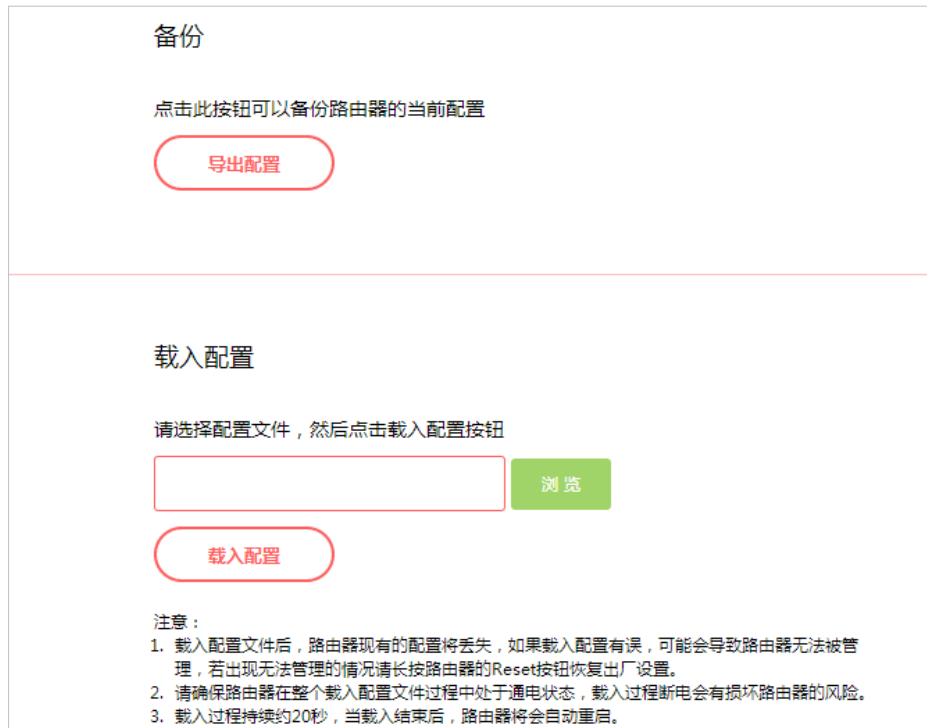 备份
点击此按钮可以备份路由器的当前配置
导出配置
载入配置
请选择配置文件，然后点击载入配置按钮
浏 览
载入配置
注意：
1. 载入配置文件后，路由器现有的配置将丢失，如果载入配置有误，可能会导致路由器无法被管
理，若出现无法管理的情况请长按路由器的Reset按钮恢复出厂设置。
2. 请确保路由器在整个载入配置文件过程中处于通电状态，载入过程断电会有损坏路由器的风险。
3. 载入过程持续约20秒，当载入结束后，路由器将会自动重启。